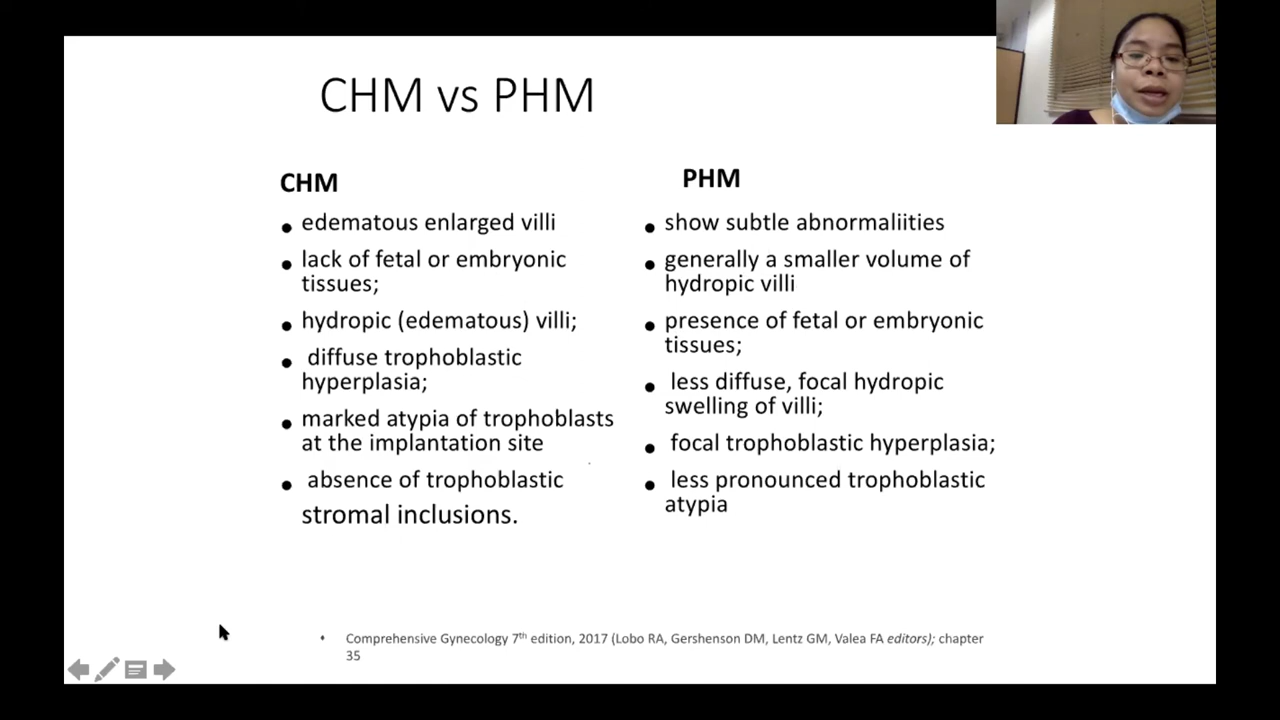 CHM vs PHM
CHM
• edematous enlarged villi
• lack of fetal or embryonic
tissues;
• hydropic (edematous) villi;
• diffuse trophoblastic
hyperplasia;
• marked atypia of trophoblasts
at the implantation site
• absence of trophoblastic
stromal inclusions.
PHM
• show subtle abnormaliities
• generally a smaller volume of
hydropic villi
• presence of fetal or embryonic
tissues;
• less diffuse, focal hydropic
swelling of villi;
• focal trophoblastic hyperplasia;
• less pronounced trophoblastic
atypia
• Comprehensive Gynecology 7th edition, 2017 (Lobo RA, Gershenson DM, Lentz GM, Valea FA editors); chapter
35